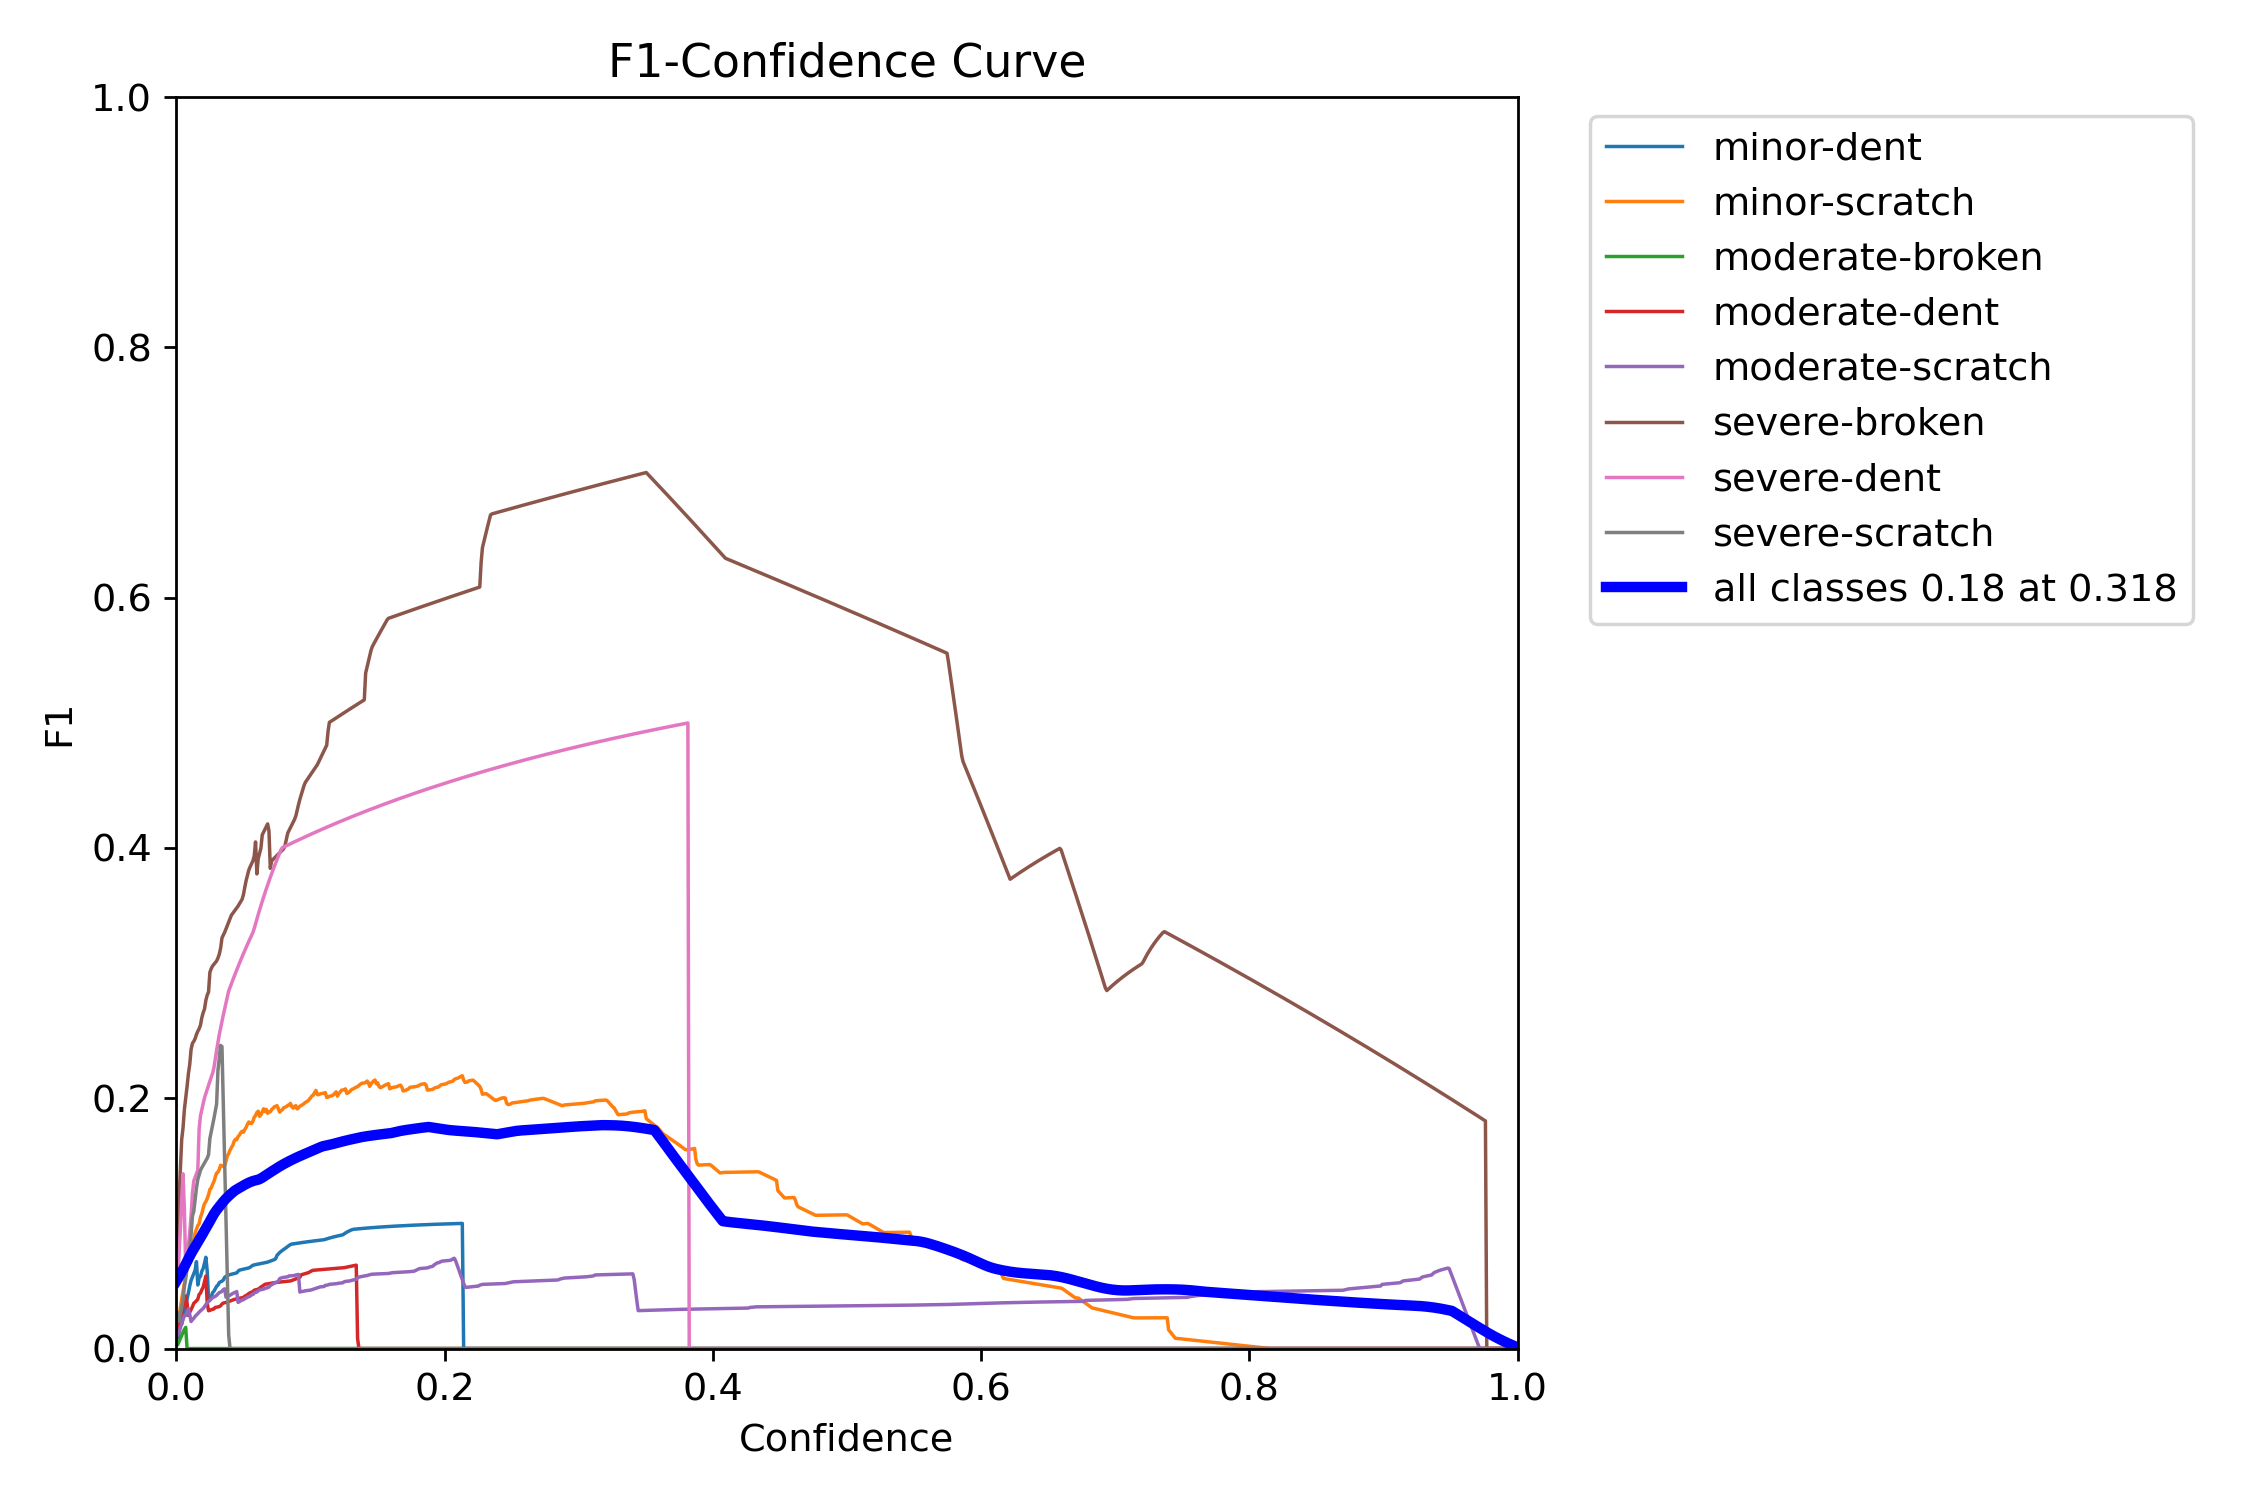 F1-Confidence Curve
1.0
0.8
0.6
0.4
0.2
0.0
F1
0.0 0.2 0.4 0.6 0.8 1.0
Confidence
minor-dent
minor-scratch
moderate-broken
moderate-dent
moderate-scratch
severe-broken
severe-dent
severe-scratch
all classes 0.18 at 0.318